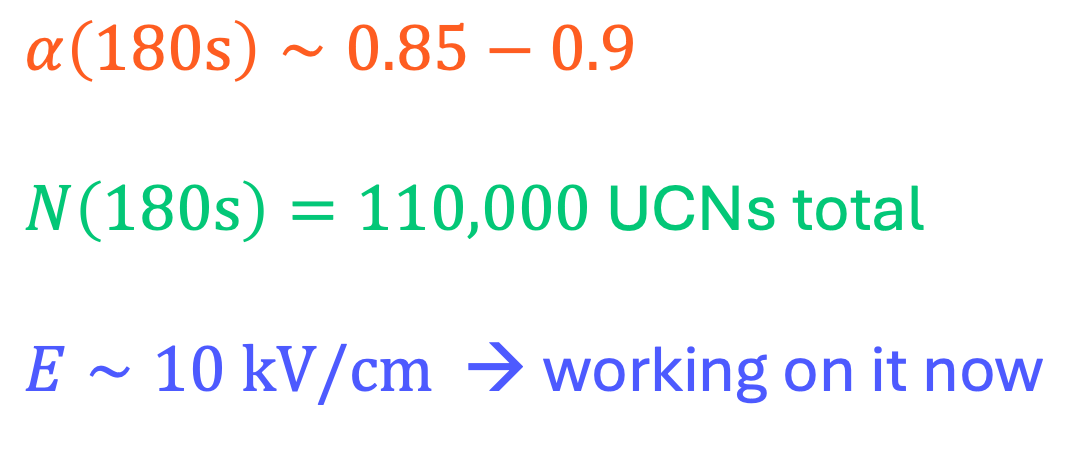 α(180s) ~ 0.85 – 0.9
N(180s) = 110,000 UCNs total
E ~ 10 kV/cm → working on it now